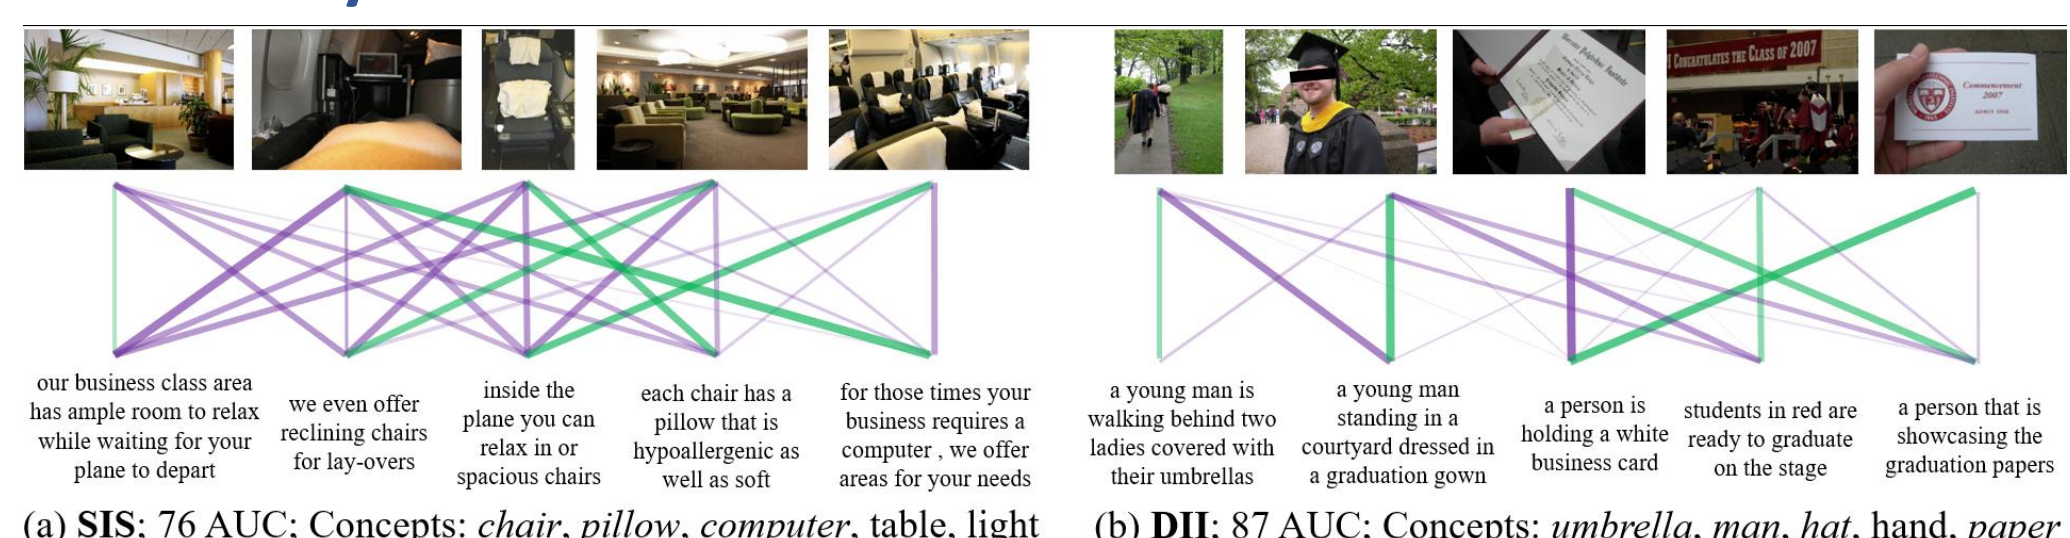 CONGRATULATES THE CLASS OF 2007
Commencement
2007
ADMIT ONE
our business class area
has ample room to relax
while waiting for your
plane to depart
we even offer
reclining chairs
for lay-overs
inside the
plane you can
relax in or
spacious chairs
each chair has a
pillow that is
hypoallergenic as
well as soft
for those times your
business requires a
computer , we offer
areas for your needs
a young man is
walking behind two
ladies covered with
their umbrellas
a young man
standing in a
courtyard dressed in
a graduation gown
a person is
holding a white
business card
students in red are
ready to graduate
on the stage
a person that is
showcasing the
graduation papers
(a) SIS; 76 AUC; Concepts: chair, pillow, computer, table, light
(b) DII; 87 AUC; Concepts: umbrella, man, hat, hand, paper